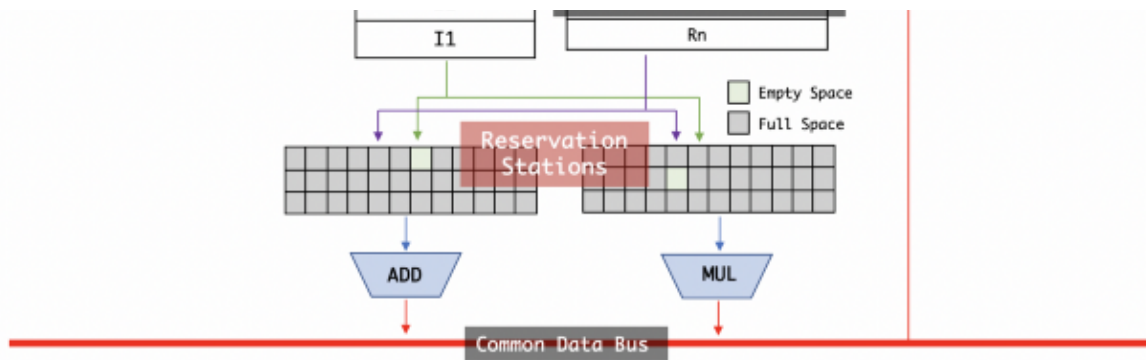 I1
Rn
Empty Space
Full Space
Reservation
Stations
ADD
MUL
Common Data Bus